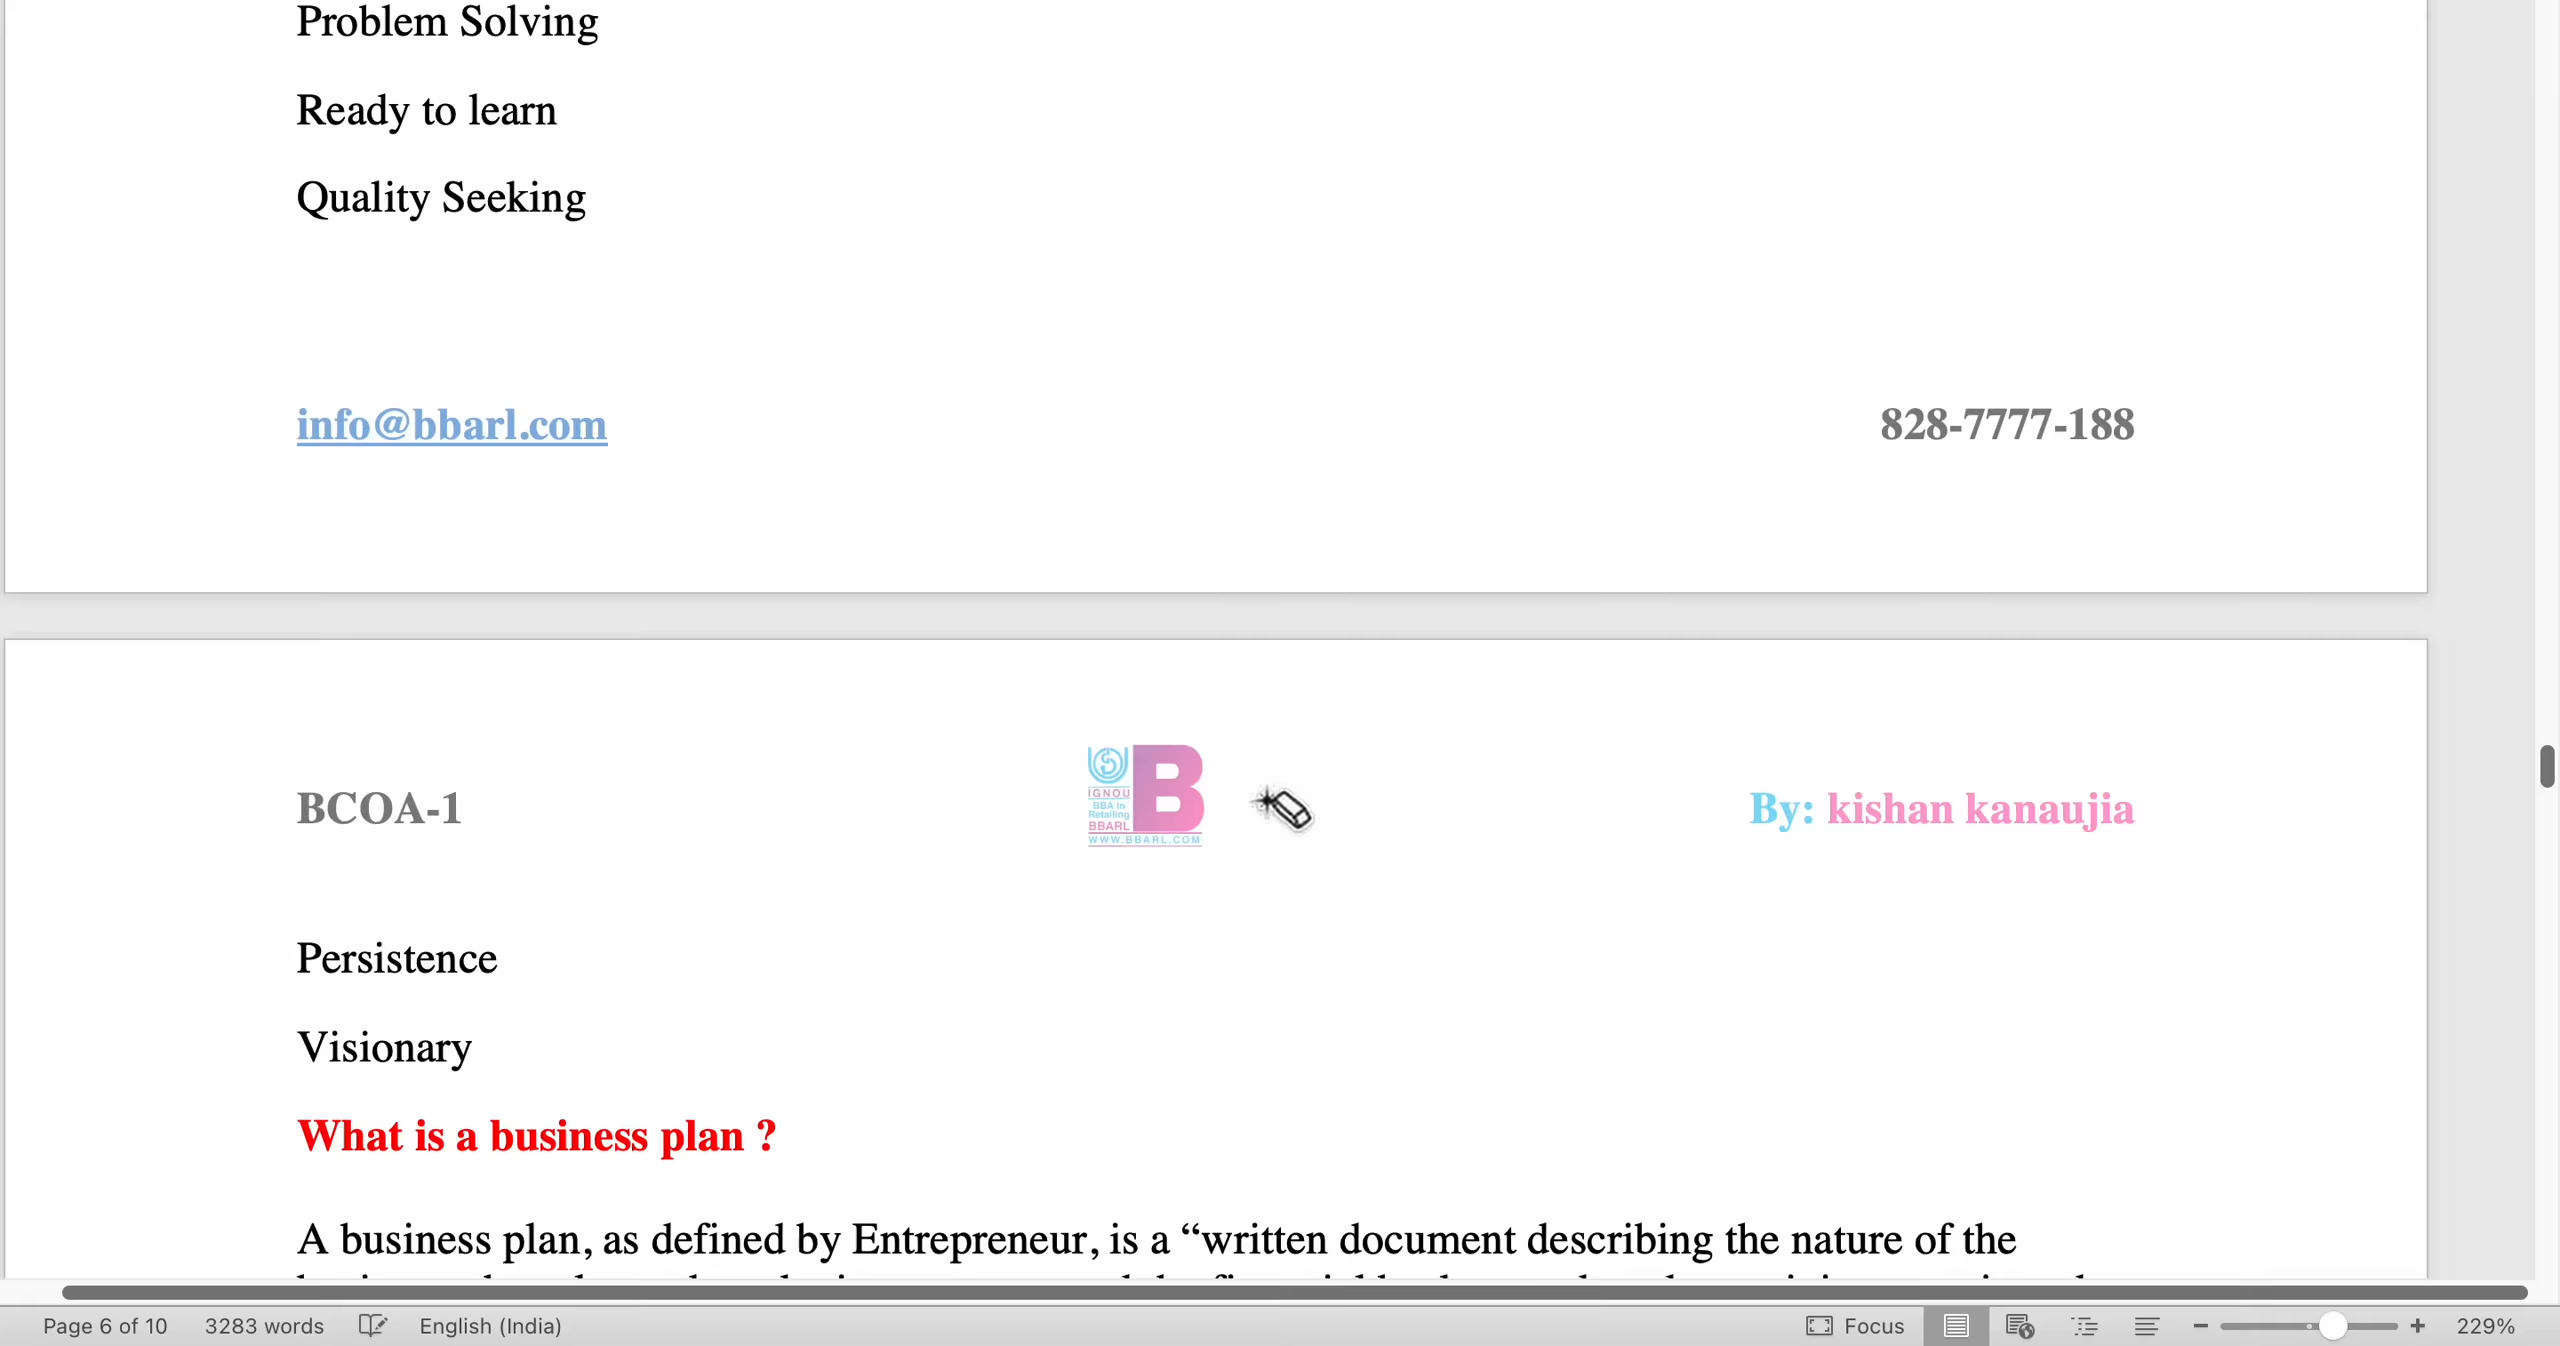 Problem Solving
Ready to learn
Quality Seeking
info@bbarl.com 828-7777-188
BCOA-1
IGNOU
BBA in
Retailing
BBARL
B
WWW.BBARL.COM
By: kishan kanaujia
Persistence
Visionary
What is a business plan ?
A business plan, as defined by Entrepreneur, is a “written document describing the nature of the
Page 6 of 10 3283 words English (India) Focus 229%